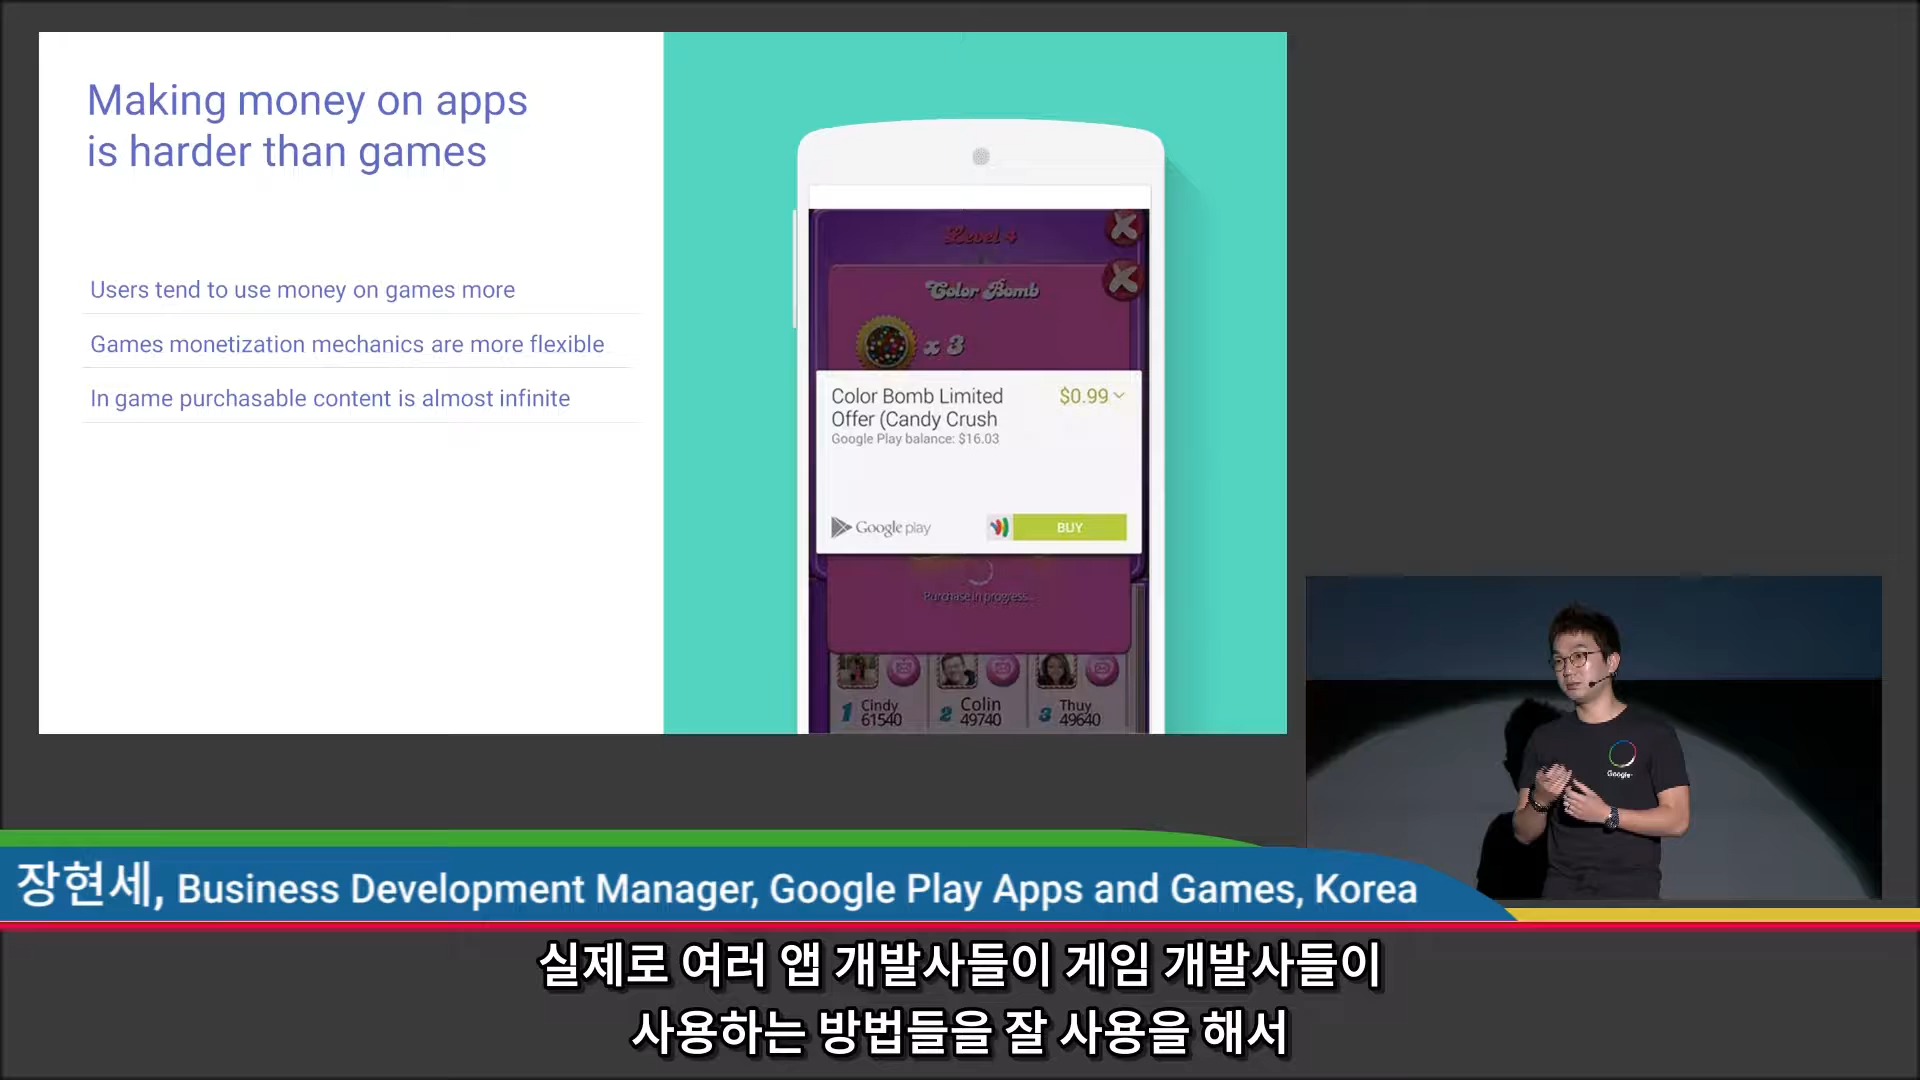 Making money on apps
is harder than games
Users tend to use money on games more
Games monetization mechanics are more flexible
In game purchasable content is almost infinite
Level 4
Color Bomb
x 3
Color Bomb Limited
Offer (Candy Crush
$0.99
Google Play balance: $16.03
Google play
BUY
Purchase in progress...
1 Cindy
61540
2 Colin
49740
3 Thuy
49640
Google
장현세, Business Development Manager, Google Play Apps and Games, Korea
실제로 여러 앱 개발사들이 게임 개발사들이
사용하는 방법들을 잘 사용을 해서